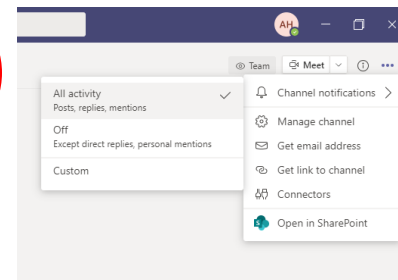 AH
Team
Meet
All activity
Posts, replies, mentions
Off
Except direct replies, personal mentions
Custom
Channel notifications
Manage channel
Get email address
Get link to channel
Connectors
Open in SharePoint